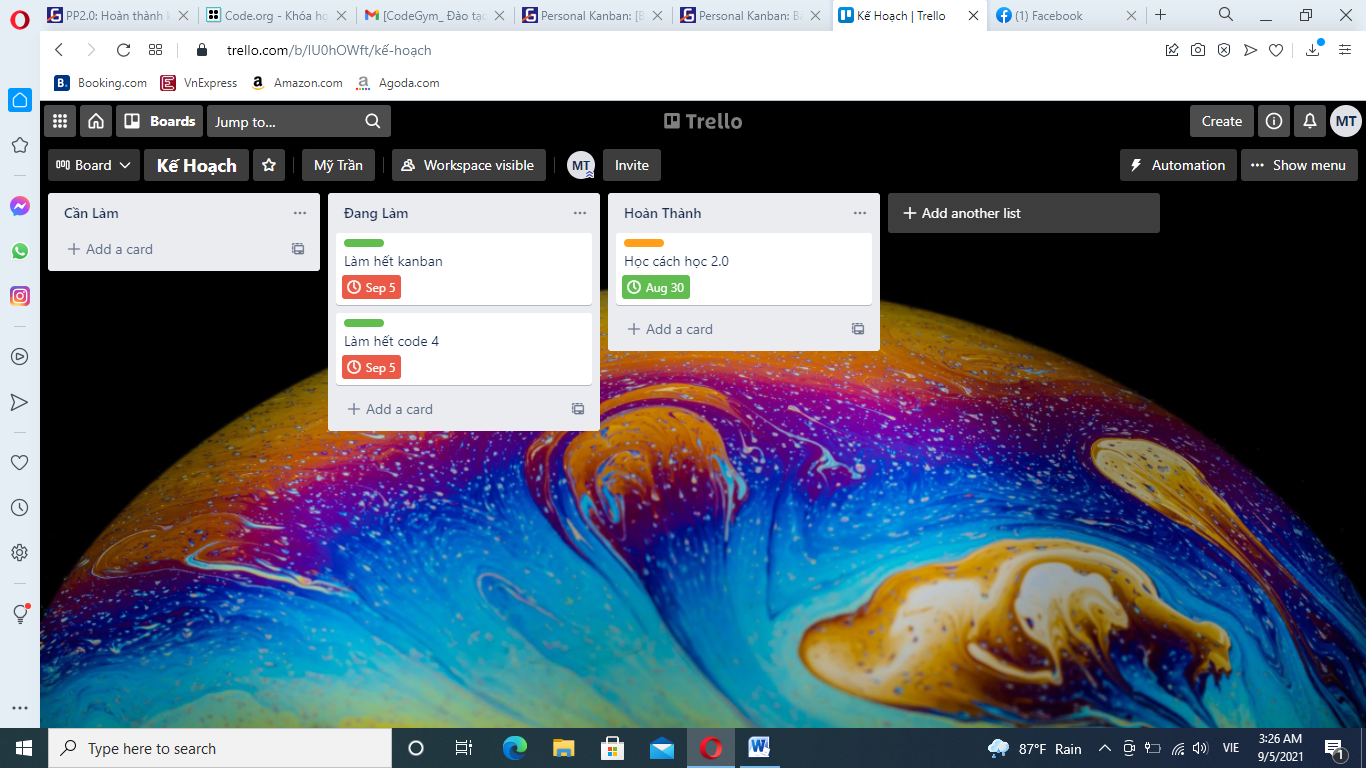 PP2.0: Hoàn thành k
Code.org - Khóa họ
[CodeGym_ Đào tạo
Personal Kanban: [B
Personal Kanban: B
Kế Hoạch | Trello
(1) Facebook
trello.com/b/IU0hOWft/kế-hoạch
B. Booking.com
VnExpress
a Amazon.com
a Agoda.com
Boards
Jump to...
Trello
Create
MT
Board
Kế Hoạch
Mỹ Trần
Workspace visible
MT
Invite
Automation
Show menu
Cần Làm
Add a card
Đang Làm
Làm hết kanban
Sep 5
Làm hết code 4
Sep 5
Add a card
Hoàn Thành
Học cách học 2.0
Aug 30
Add a card
Add another list
Type here to search
87°F Rain
VIE
3:26 AM
9/5/2021
1